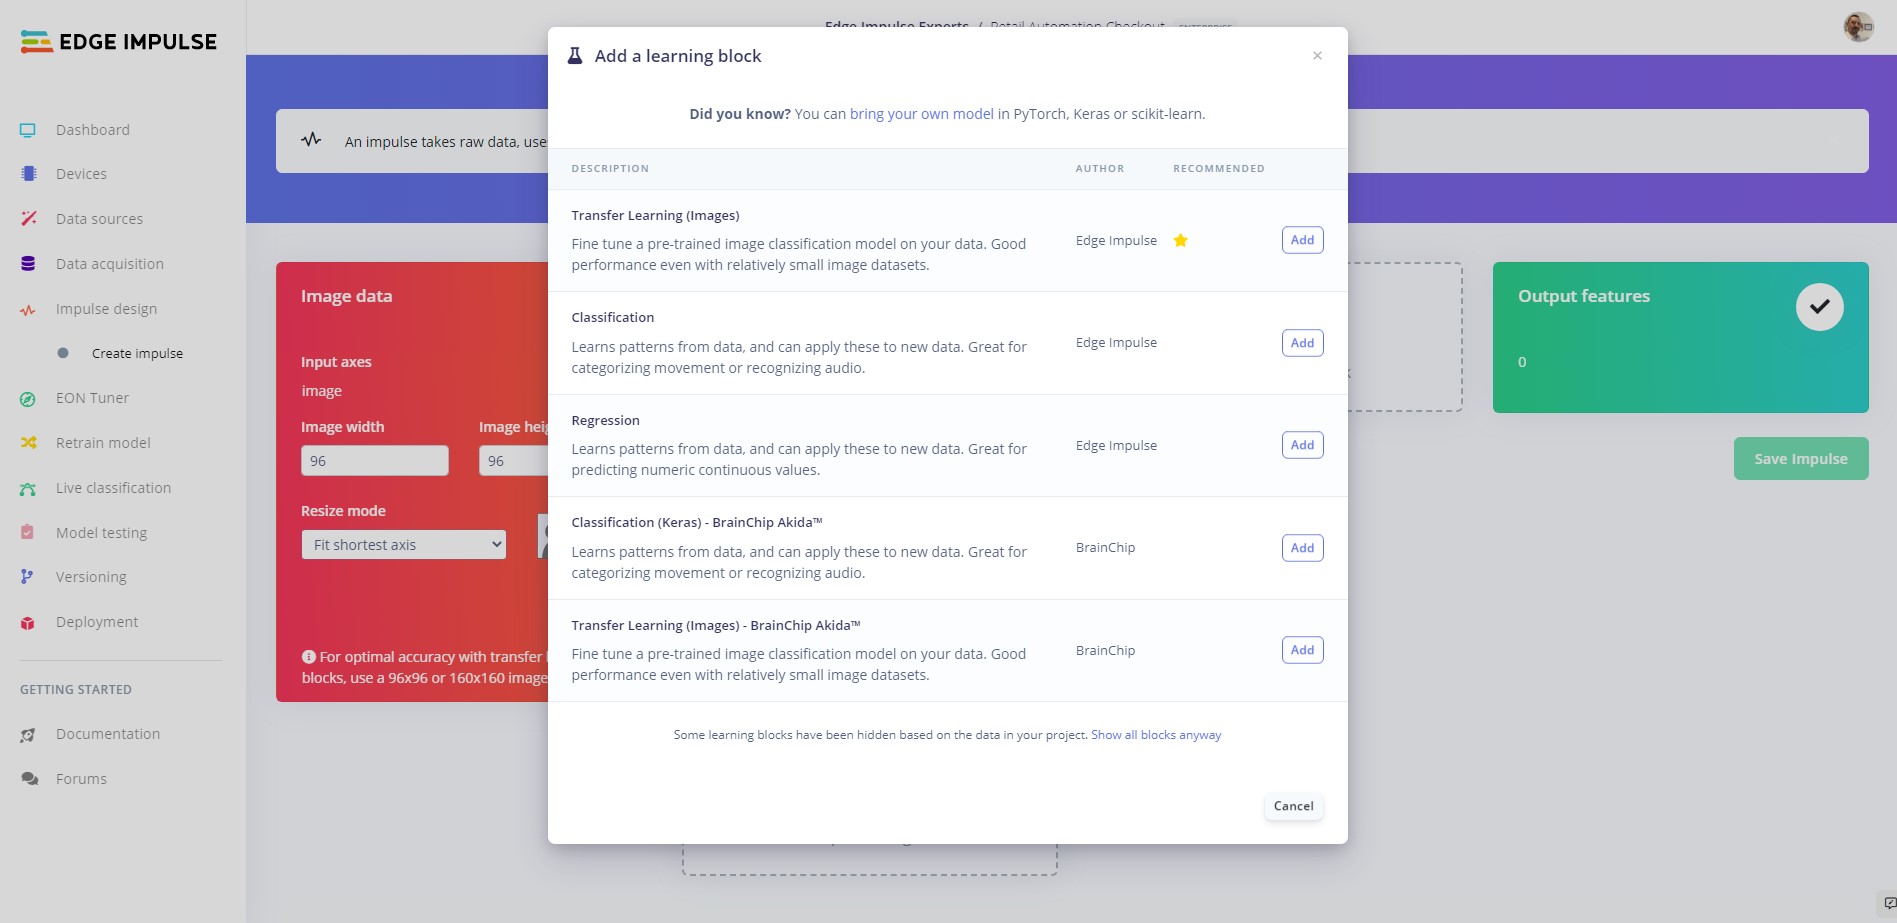 EDGE IMPULSE
Dashboard
Devices
Data sources
Data acquisition
Impulse design
Create impulse
EON Tuner
Retrain model
Live classification
Model testing
Versioning
Deployment
GETTING STARTED
Documentation
Forums
Edge Impulse Experts / Retail Automation Checkout ENTERPRISE
An impulse takes raw data, use
Image data
Input axes
image
Image width
Image heig
96
96
Resize mode
Fit shortest axis
For optimal accuracy with transfer
blocks, use a 96x96 or 160x160 image
Add a learning block
×
Did you know? You can bring your own model in PyTorch, Keras or scikit-learn.
DESCRIPTION AUTHOR RECOMMENDED
Transfer Learning (Images)
Fine tune a pre-trained image classification model on your data. Good
performance even with relatively small image datasets.
Edge Impulse
Add
Classification
Learns patterns from data, and can apply these to new data. Great for
categorizing movement or recognizing audio.
Edge Impulse
Add
Regression
Learns patterns from data, and can apply these to new data. Great for
predicting numeric continuous values.
Edge Impulse
Add
Classification (Keras) - BrainChip Akida™
Learns patterns from data, and can apply these to new data. Great for
categorizing movement or recognizing audio.
BrainChip
Add
Transfer Learning (Images) - BrainChip Akida™
Fine tune a pre-trained image classification model on your data. Good
performance even with relatively small image datasets.
BrainChip
Add
Some learning blocks have been hidden based on the data in your project. Show all blocks anyway
Cancel
Output features
0
Save Impulse